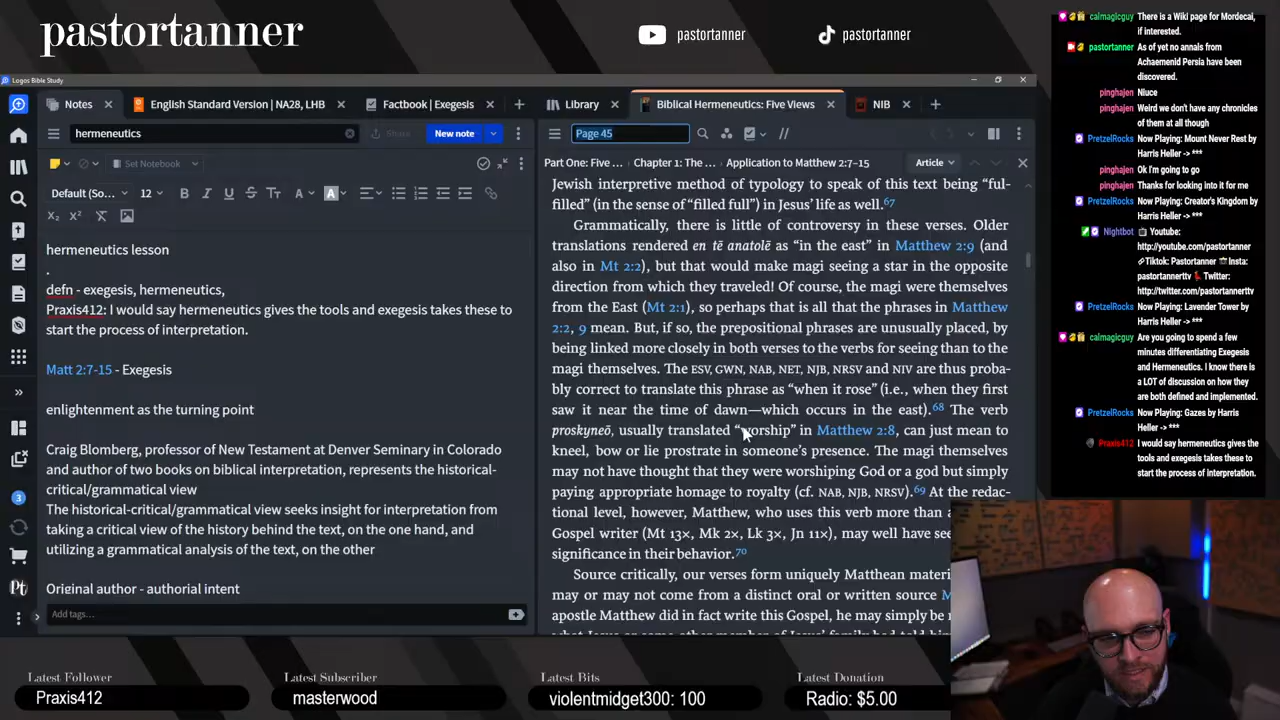 pastortanner
pastortanner
pastortanner
Logos Bible Study
Notes
English Standard Version | NA28, LHB
Factbook | Exegesis
Library
Biblical Hermeneutics: Five Views
NIB
hermeneutics
Share
New note
Page 45
Set Notebook
Part One: Five ...
Chapter 1: The ...
Application to Matthew 2:7–15
Article
Default (So...
12
hermeneutics lesson
.
defn - exegesis, hermeneutics,
Praxis412: I would say hermeneutics gives the tools and exegesis takes these to
start the process of interpretation.
Matt 2:7-15 - Exegesis
enlightenment as the turning point
Craig Blomberg, professor of New Testament at Denver Seminary in Colorado
and author of two books on biblical interpretation, represents the historical-
critical/grammatical view
The historical-critical/grammatical view seeks insight for interpretation from
taking a critical view of the history behind the text, on the one hand, and
utilizing a grammatical analysis of the text, on the other
Original author - authorial intent
Add tags...
3
Jewish interpretive method of typology to speak of this text being “ful-
filled” (in the sense of “filled full”) in Jesus’ life as well.67
Grammatically, there is little of controversy in these verses. Older
translations rendered en tē anatolē as “in the east” in Matthew 2:9 (and
also in Mt 2:2), but that would make magi seeing a star in the opposite
direction from which they traveled! Of course, the magi were themselves
from the East (Mt 2:1), so perhaps that is all that the phrases in Matthew
2:2, 9 mean. But, if so, the prepositional phrases are unusually placed, by
being linked more closely in both verses to the verbs for seeing than to the
magi themselves. The ESV, GWN, NAB, NET, NJB, NRSV and NIV are thus proba-
bly correct to translate this phrase as “when it rose” (i.e., when they first
saw it near the time of dawn—which occurs in the east).68 The verb
proskyneō, usually translated “worship” in Matthew 2:8, can just mean to
kneel, bow or lie prostrate in someone’s presence. The magi themselves
may not have thought that they were worshiping God or a god but simply
paying appropriate homage to royalty (cf. NAB, NJB, NRSV).69 At the redac-
tional level, however, Matthew, who uses this verb more than a
Gospel writer (Mt 13×, Mk 2×, Lk 3×, Jn 11×), may well have see
significance in their behavior.70
Source critically, our verses form uniquely Matthean materi
may or may not come from a distinct oral or written source M
apostle Matthew did in fact write this Gospel, he may simply be
what Jesus or some other member of Jesus’ family had told him
calmagicguy There is a Wiki page for Mordecai,
if interested.
pastortanner As of yet no annals from
Achaemenid Persia have been
discovered.
pinghajen Niuce
pinghajen Weird we don't have any chronicles
of them at all though
PretzelRocks Now Playing: Mount Never Rest by
Harris Heller -> ***
pinghajen Ok I'm going to go
pinghajen Thanks for looking into it for me
PretzelRocks Now Playing: Creator's Kingdom by
Harris Heller -> ***
Nightbot Youtube:
http://youtube.com/pastortanner
Tiktok: Pastortanner Insta:
pastortannerttv Twitter:
http://twitter.com/pastortannerttv
PretzelRocks Now Playing: Lavender Tower by
Harris Heller -> ***
calmagicguy Are you going to spend a few
minutes differentiating Exegesis
and Hermeneutics. I know there
is a LOT of discussion on how they
are both defined and implemented.
PretzelRocks Now Playing: Gazes by Harris
Heller -> ***
Praxis412 I would say hermeneutics gives the
tools and exegesis takes these to
start the process of interpretation.
Latest Follower
Praxis412
Latest Subscriber
masterwood
Latest Bits
violentmidget300: 100
Latest Donation
Radio: $5.00